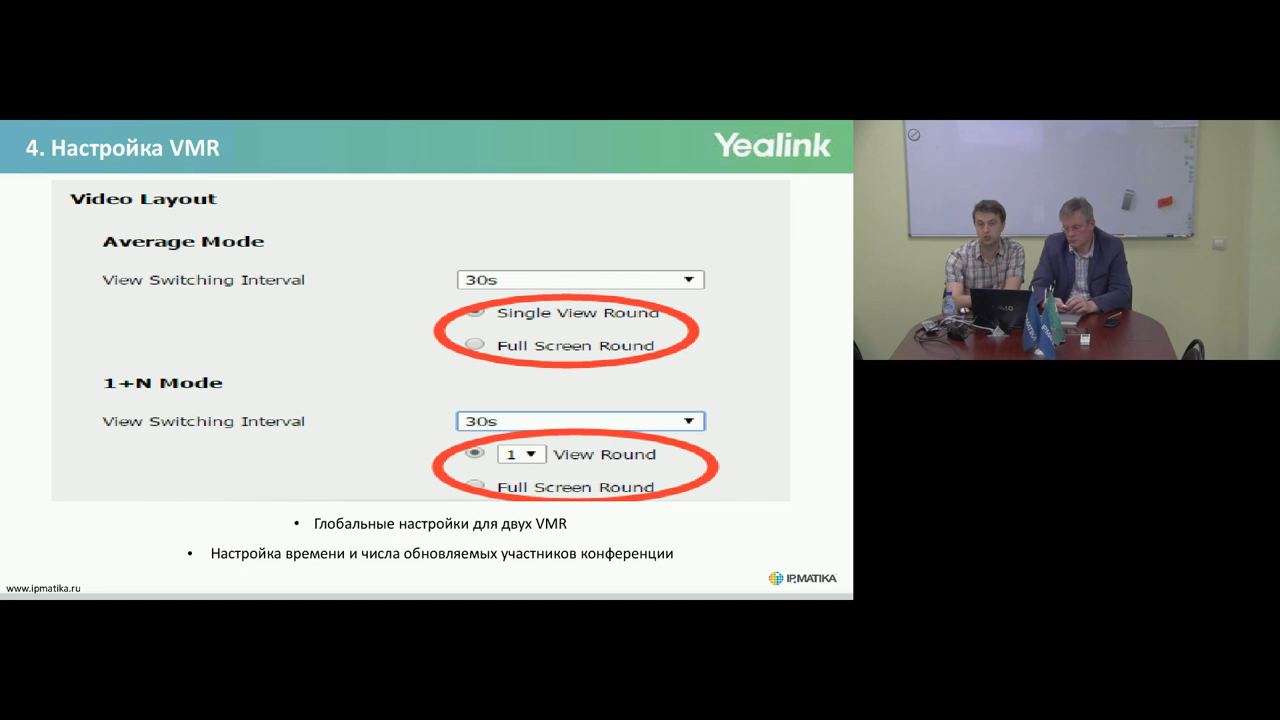 4. Настройка VMR
Yealink
Video Layout
Average Mode
View Switching Interval
30s
Single View Round
Full Screen Round
1+N Mode
View Switching Interval
30s
1
View Round
Full Screen Round
• Глобальные настройки для двух VMR
• Настройка времени и числа обновляемых участников конференции
www.ipmatika.ru
IPMATIKA